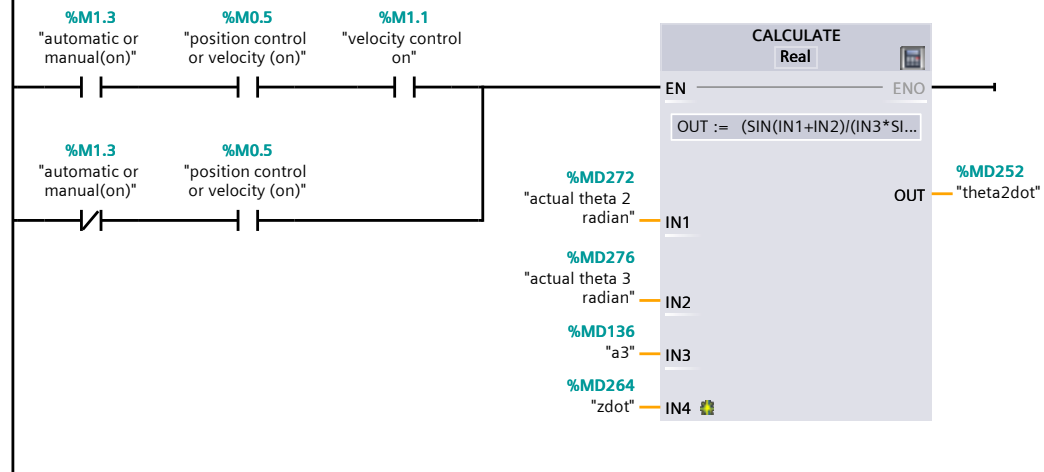 %M1.3
"automatic or
manual(on)"
%M0.5
"position control
or velocity (on)"
%M1.1
"velocity control
on"
CALCULATE
Real
EN
ENO
OUT := (SIN(IN1+IN2)/(IN3*SI...
%M1.3
"automatic or
manual(on)"
%M0.5
"position control
or velocity (on)"
%MD272
"actual theta 2
radian"
IN1
%MD252
"theta2dot"
OUT
%MD276
"actual theta 3
radian"
IN2
%MD136
"a3"
IN3
%MD264
"zdot"
IN4